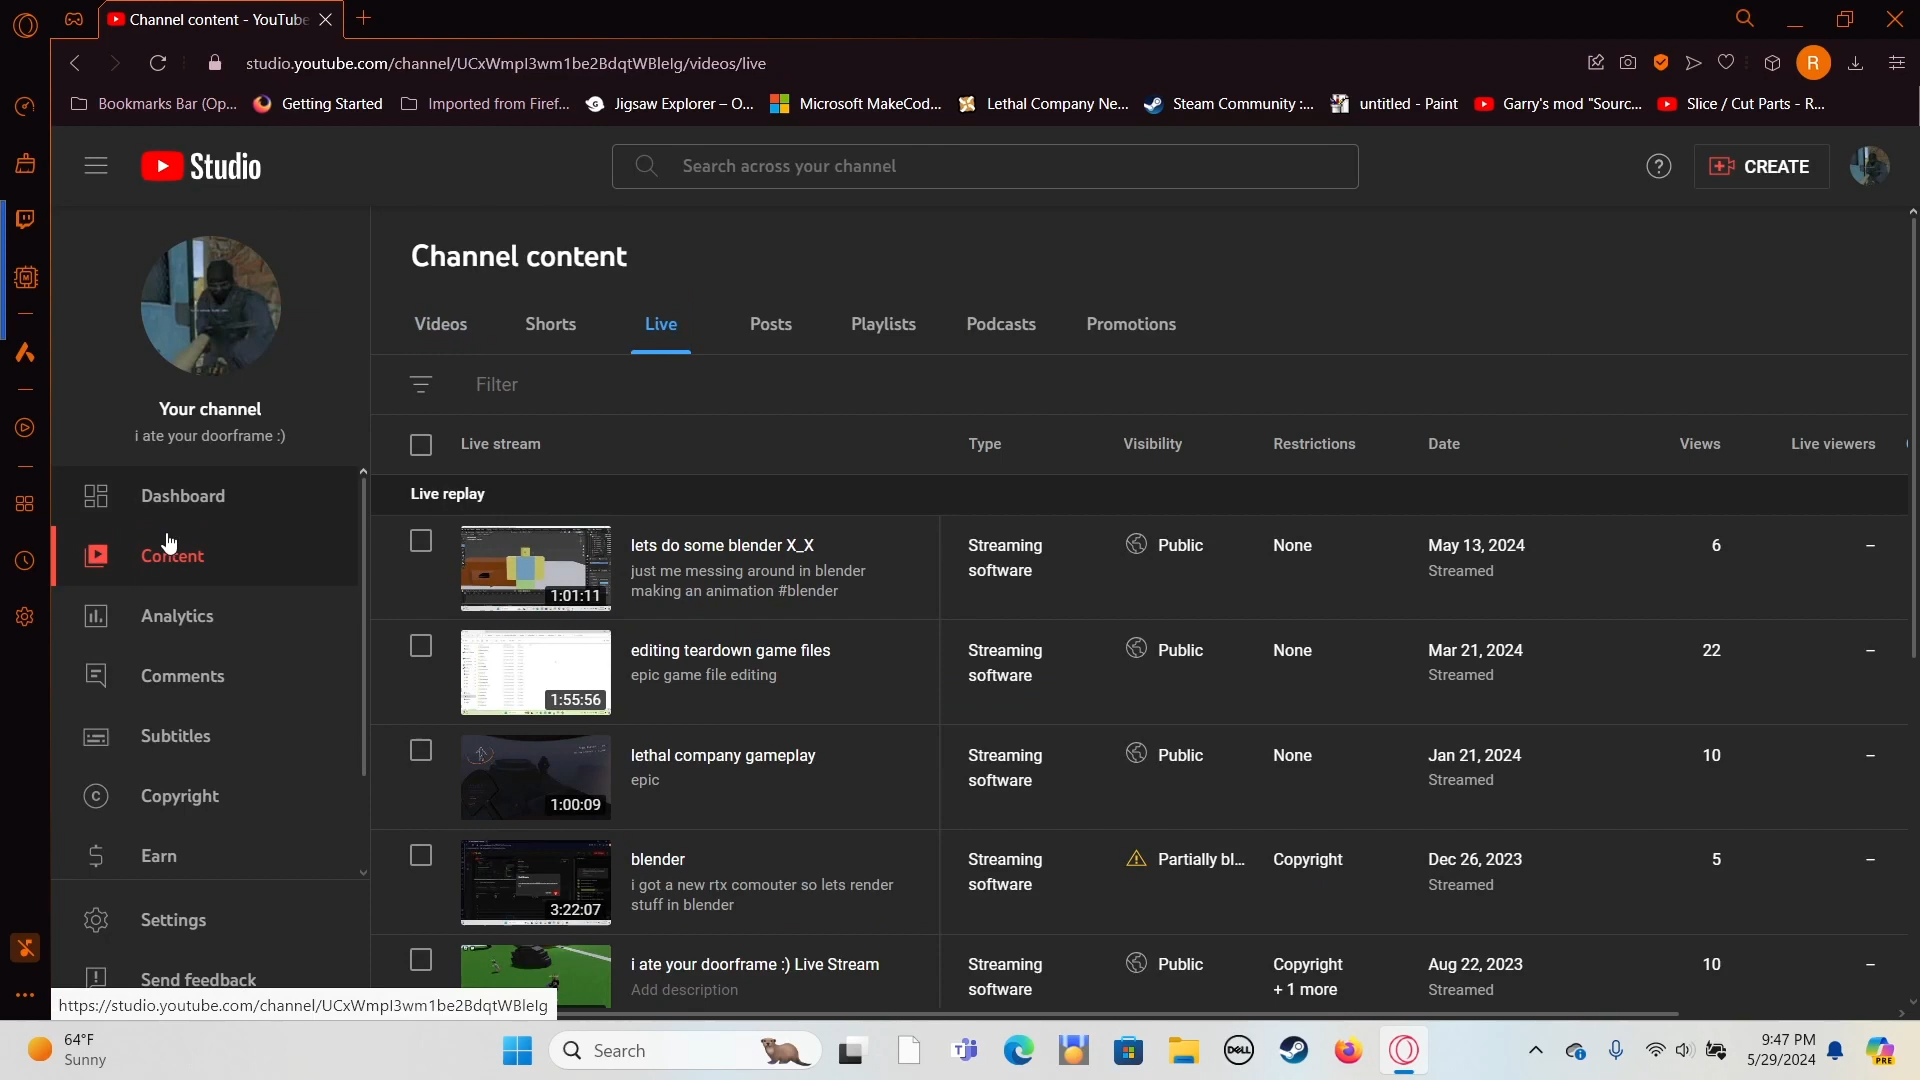 Channel content - YouTube
studio.youtube.com/channel/UCxWmpI3wm1be2BdqtWBleIg/videos/live
R
Bookmarks Bar (Op... Getting Started Imported from Firef... Jigsaw Explorer – O... Microsoft MakeCod... Lethal Company Ne... Steam Community :... untitled - Paint Garry's mod "Sourc... Slice / Cut Parts - R...
Studio
Search across your channel
CREATE
Your channel
i ate your doorframe :)
Dashboard
Content
Analytics
Comments
Subtitles
Copyright
Earn
Settings
Send feedback
https://studio.youtube.com/channel/UCxWmpI3wm1be2BdqtWBleIg
Channel content
Videos Shorts Live Posts Playlists Podcasts Promotions
Filter
Live stream Type Visibility Restrictions Date Views Live viewers
Live replay
1:01:11
lets do some blender X_X
just me messing around in blender
making an animation #blender
Streaming
software
Public
None
May 13, 2024
Streamed
6
–
1:55:56
editing teardown game files
epic game file editing
Streaming
software
Public
None
Mar 21, 2024
Streamed
22
–
1:00:09
lethal company gameplay
epic
Streaming
software
Public
None
Jan 21, 2024
Streamed
10
–
3:22:07
blender
i got a new rtx comouter so lets render
stuff in blender
Streaming
software
Partially bl...
Copyright
Dec 26, 2023
Streamed
5
–
i ate your doorframe :) Live Stream
Add description
Streaming
software
Public
Copyright
+ 1 more
Aug 22, 2023
Streamed
10
–
64°F
Sunny
Search
DELL
9:47 PM
5/29/2024
PRE